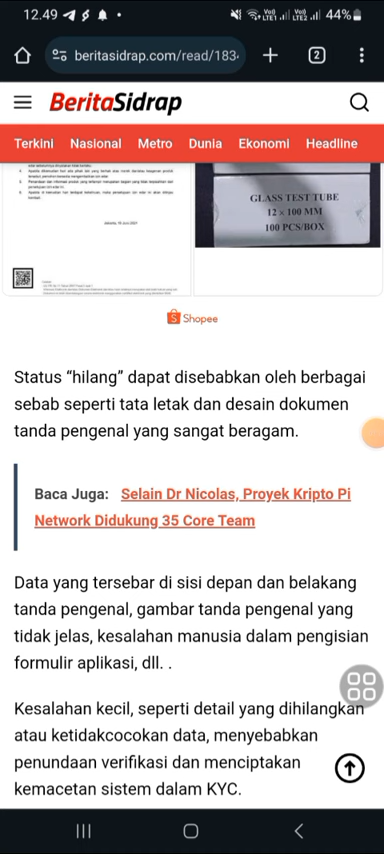 12.49
44%
beritasidrap.com/read/183
2
BeritaSidrap
Terkini Nasional Metro Dunia Ekonomi Headline
GLASS TEST TUBE
12 × 100 MM
100 PCS/BOX
Shopee
Status “hilang” dapat disebabkan oleh berbagai
sebab seperti tata letak dan desain dokumen
tanda pengenal yang sangat beragam.
Baca Juga: Selain Dr Nicolas, Proyek Kripto Pi
Network Didukung 35 Core Team
Data yang tersebar di sisi depan dan belakang
tanda pengenal, gambar tanda pengenal yang
tidak jelas, kesalahan manusia dalam pengisian
formulir aplikasi, dll. .
Kesalahan kecil, seperti detail yang dihilangkan
atau ketidakcocokan data, menyebabkan
penundaan verifikasi dan menciptakan
kemacetan sistem dalam KYC.